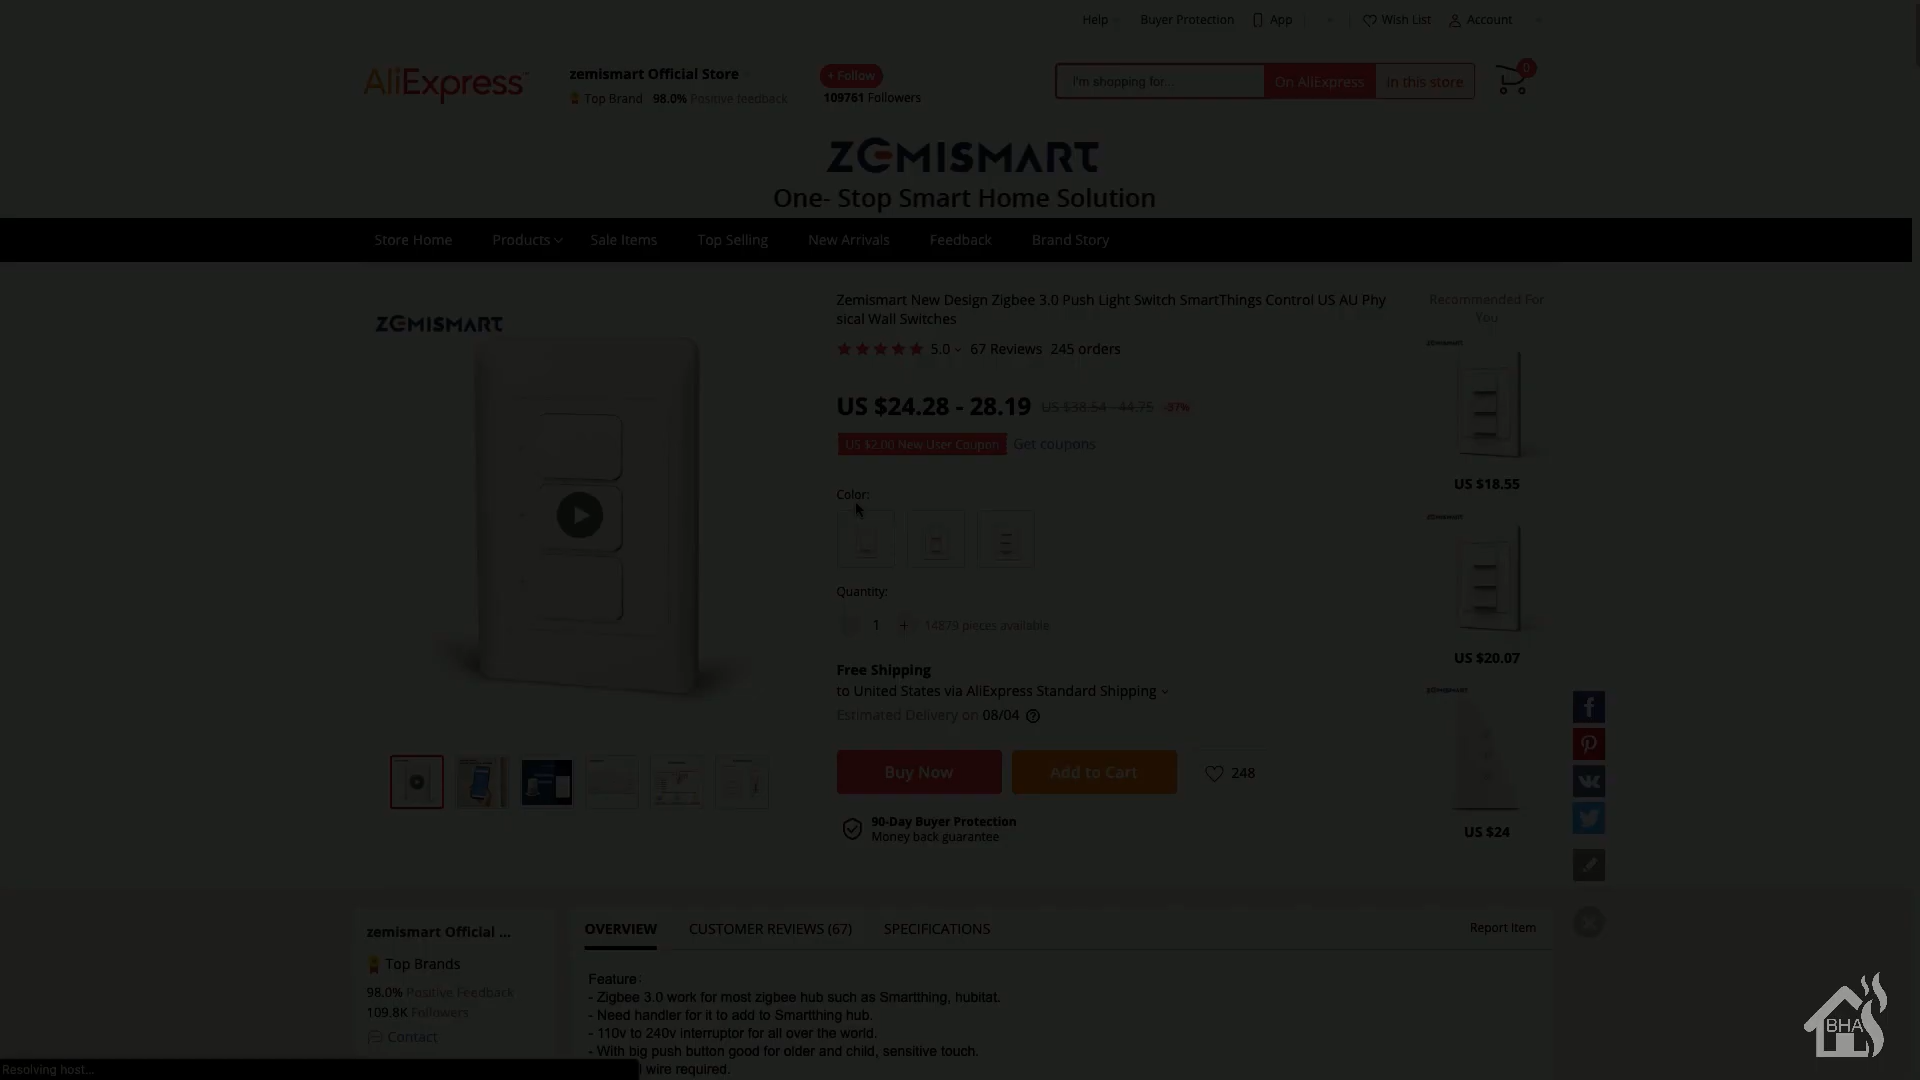 Help Buyer Protection App Wish List Account
AliExpress
zemismart Official Store + Follow
Top Brand 98.0% Positive feedback 109761 Followers
I'm shopping for... On AliExpress In this store 0
ZEMISMART
One- Stop Smart Home Solution
Store Home Products Sale Items Top Selling New Arrivals Feedback Brand Story
ZEMISMART
Zemismart New Design Zigbee 3.0 Push Light Switch SmartThings Control US AU Phy
sical Wall Switches
5.0 67 Reviews 245 orders
US $24.28 - 28.19 US $38.54 - 44.75 -37%
US $2.00 New User Coupon Get coupons
Color:
Quantity:
1 + 14879 pieces available
Free Shipping
to United States via AliExpress Standard Shipping
Estimated Delivery on 08/04
Buy Now Add to Cart 248
90-Day Buyer Protection
Money back guarantee
Recommended For
You
ZEMISMART
US $18.55
ZEMISMART
US $20.07
ZEMISMART
US $24
zemismart Official ...
Top Brands
98.0% Positive Feedback
109.8K Followers
Contact
OVERVIEW CUSTOMER REVIEWS (67) SPECIFICATIONS Report Item
Feature:
- Zigbee 3.0 work for most zigbee hub such as Smartthing, hubitat.
- Need handler for it to add to Smartthing hub.
- 110v to 240v interruptor for all over the world.
- With big push button good for older and child, sensitive touch.
wire required.
Resolving host...
BHA